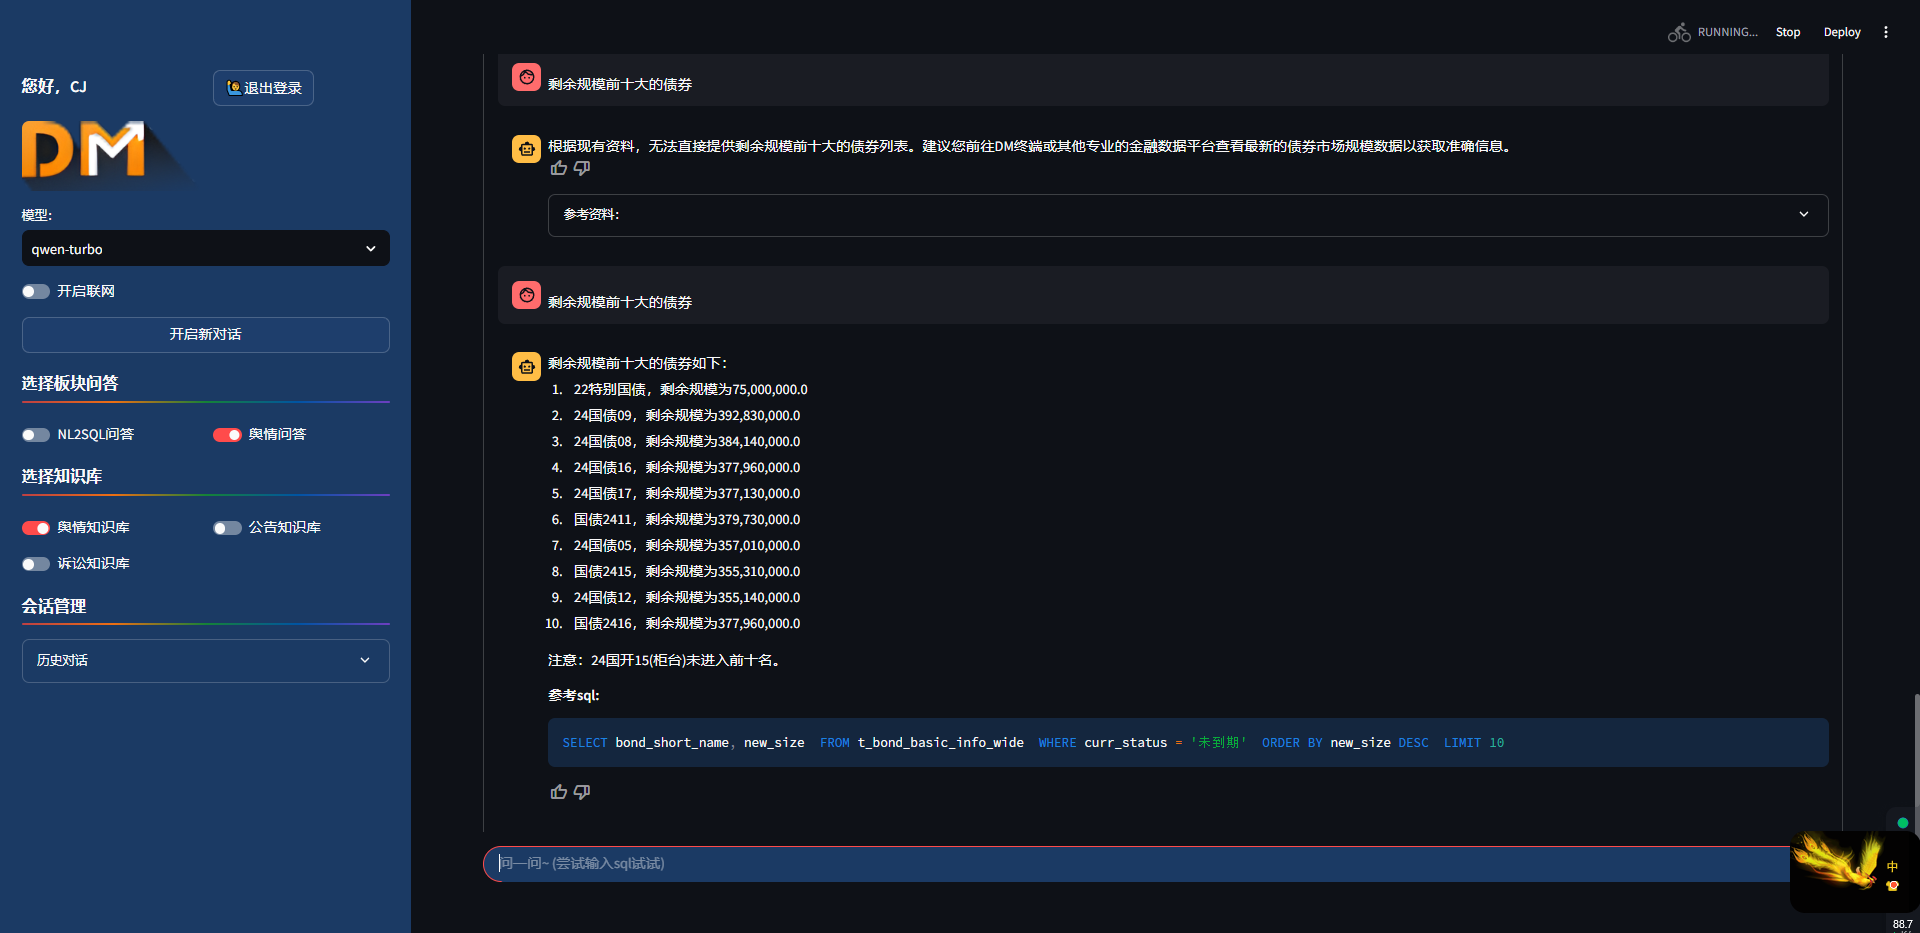 RUNNING...
Stop
Deploy
您好，CJ
退出登录
DM
模型:
qwen-turbo
开启联网
开启新对话
选择板块问答
NL2SQL问答
舆情问答
选择知识库
舆情知识库
公告知识库
诉讼知识库
会话管理
历史对话
剩余规模前十大的债券
根据现有资料，无法直接提供剩余规模前十大的债券列表。建议您前往DM终端或其他专业的金融数据平台查看最新的债券市场规模数据以获取准确信息。
参考资料:
剩余规模前十大的债券
剩余规模前十大的债券如下：
1. 22特别国债，剩余规模为75,000,000.0
2. 24国债09，剩余规模为392,830,000.0
3. 24国债08，剩余规模为384,140,000.0
4. 24国债16，剩余规模为377,960,000.0
5. 24国债17，剩余规模为377,130,000.0
6. 国债2411，剩余规模为379,730,000.0
7. 24国债05，剩余规模为357,010,000.0
8. 国债2415，剩余规模为355,310,000.0
9. 24国债12，剩余规模为355,140,000.0
10. 国债2416，剩余规模为377,960,000.0
注意：24国开15(柜台)未进入前十名。
参考sql:
SELECT bond_short_name, new_size FROM t_bond_basic_info_wide WHERE curr_status = '未到期' ORDER BY new_size DESC LIMIT 10
问一问~ (尝试输入sql试试)
中
88.7